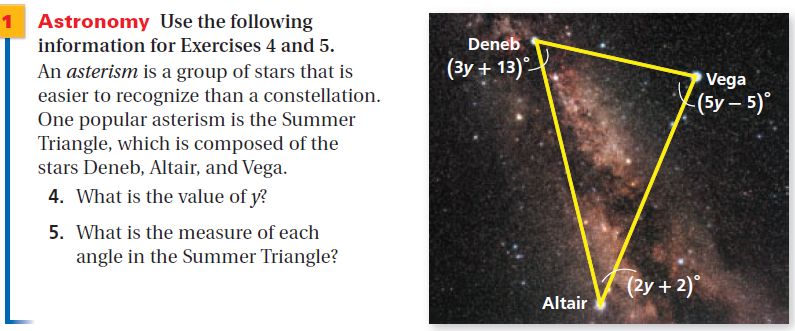 1 Astronomy Use the following
information for Exercises 4 and 5.
An asterism is a group of stars that is
easier to recognize than a constellation.
One popular asterism is the Summer
Triangle, which is composed of the
stars Deneb, Altair, and Vega.
4. What is the value of y?
5. What is the measure of each
angle in the Summer Triangle?
Deneb
(3y + 13)°
Vega
(5y – 5)°
(2y + 2)°
Altair